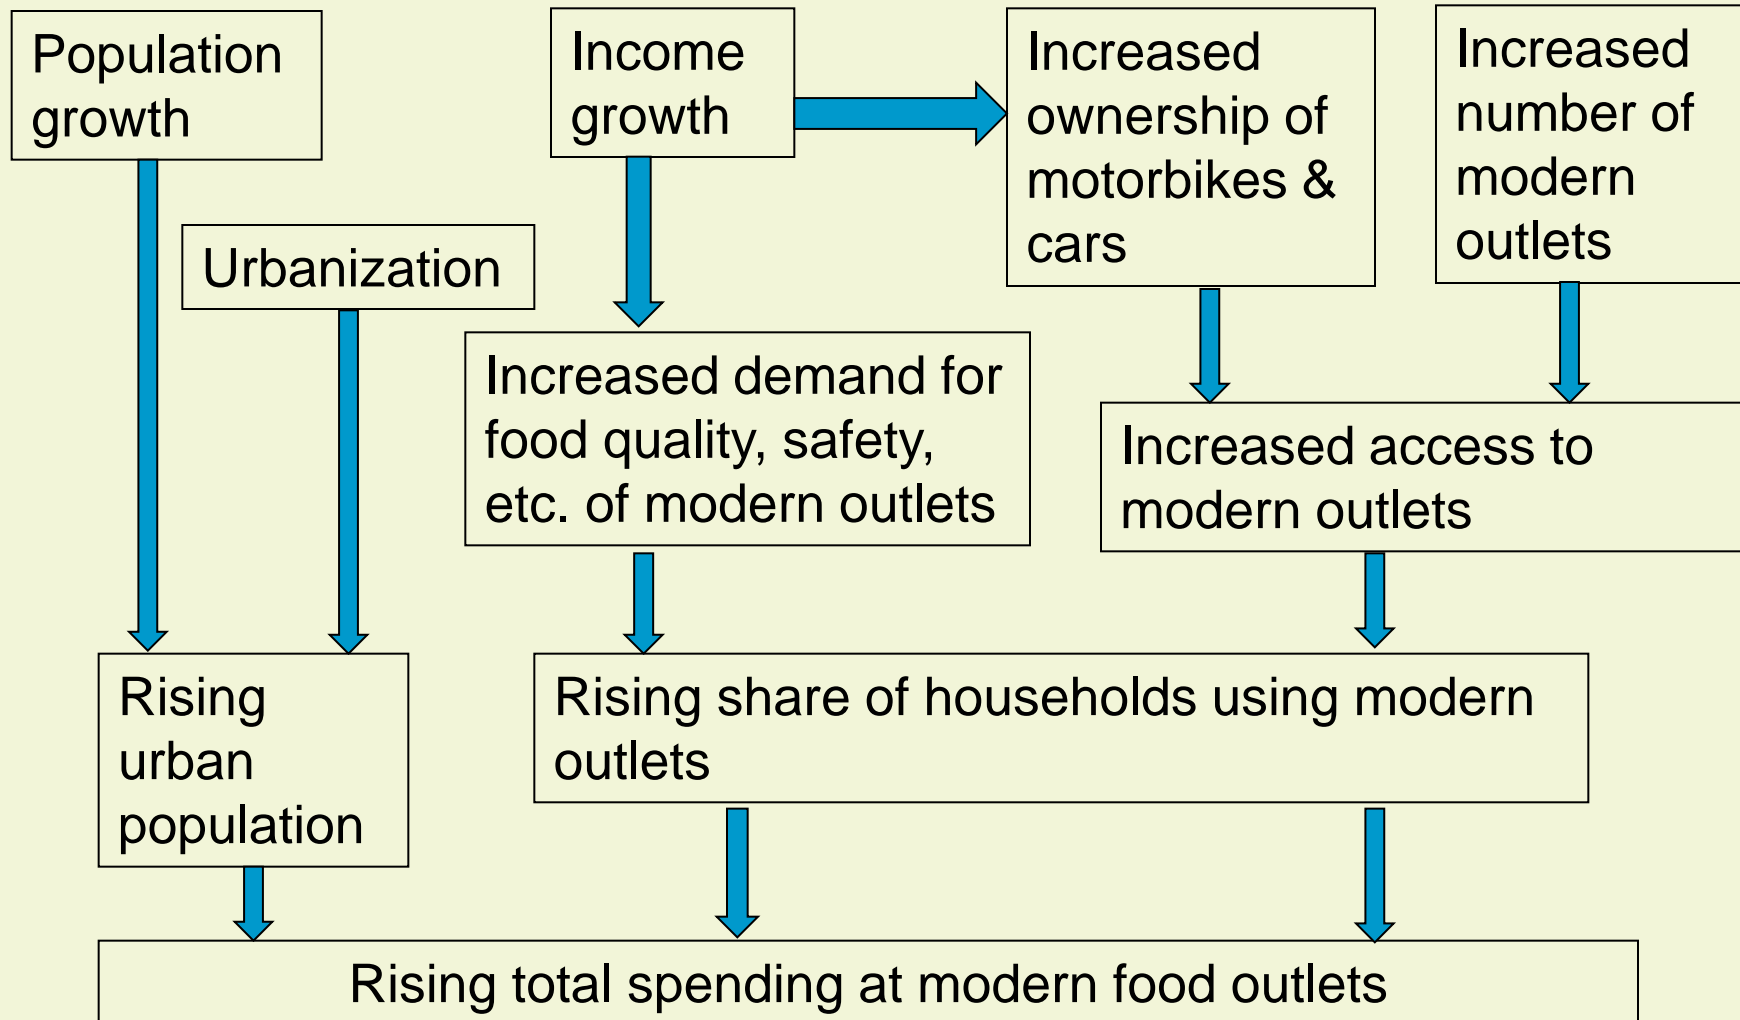 Population
growth
Income
growth
Increased
ownership of
motorbikes &
cars
Increased
number of
modern
outlets
Urbanization
Increased demand for
food quality, safety,
etc. of modern outlets
Increased access to
modern outlets
Rising
urban
population
Rising share of households using modern
outlets
Rising total spending at modern food outlets